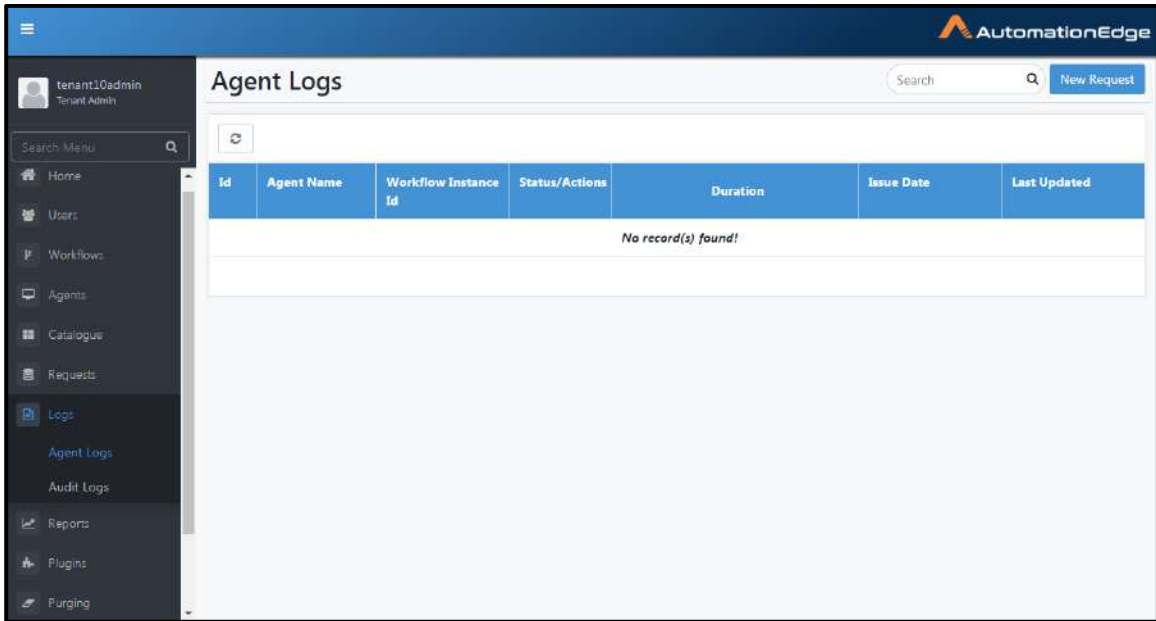 AutomationEdge
tenant10admin
Tenant Admin
Search Menu
Home
Users
Workflows
Agents
Catalogue
Requests
Logs
Agent Logs
Audit Logs
Reports
Plugins
Purging
Agent Logs
Search
New Request
Id Agent Name Workflow Instance Id Status/Actions Duration Issue Date Last Updated
No record(s) found!